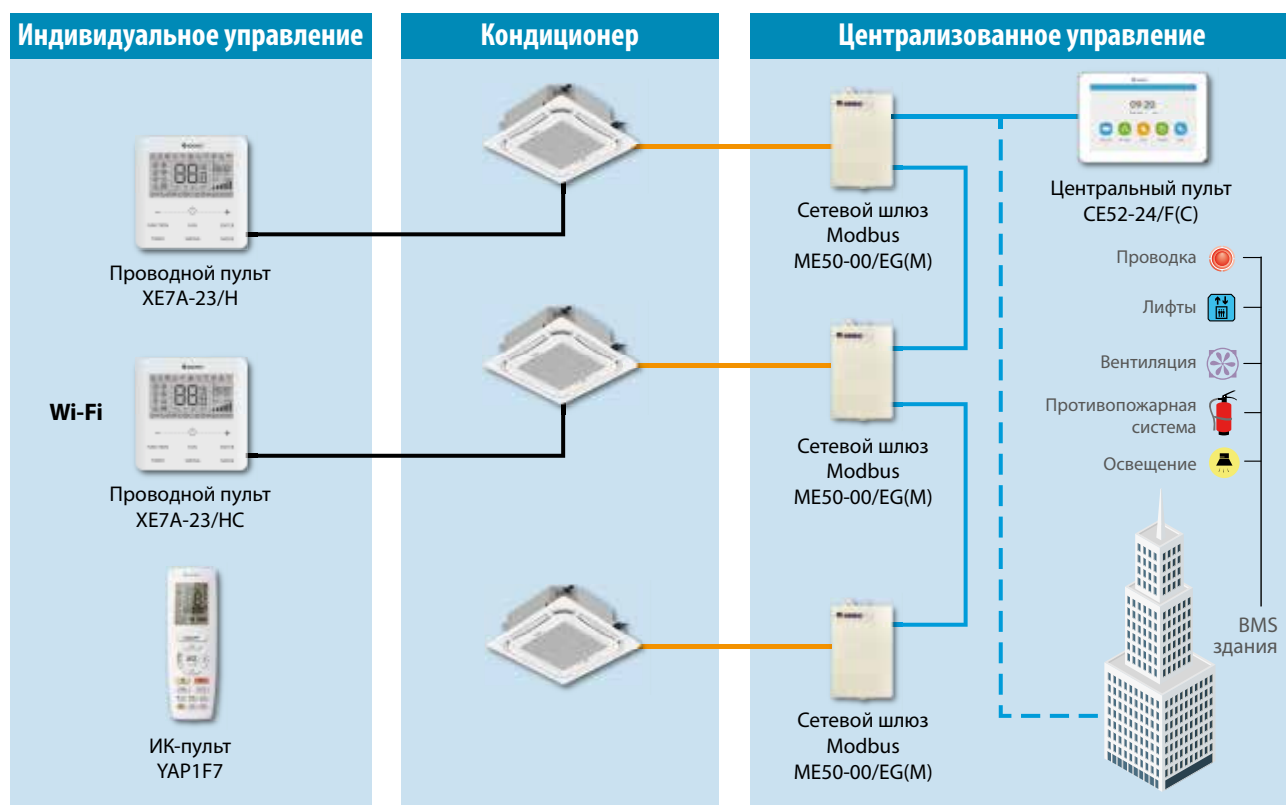 Индивидуальное управление
Кондиционер
Централизованное управление
Проводной пульт
XE7A-23/H
Wi-Fi
Проводной пульт
XE7A-23/HC
ИК-пульт
YAP1F7
Сетевой шлюз
Modbus
ME50-00/EG(M)
Сетевой шлюз
Modbus
ME50-00/EG(M)
Сетевой шлюз
Modbus
ME50-00/EG(M)
09:20
Центральный пульт
CE52-24/F(C)
Проводка
Лифты
Вентиляция
Противопожарная
система
Освещение
BMS
здания